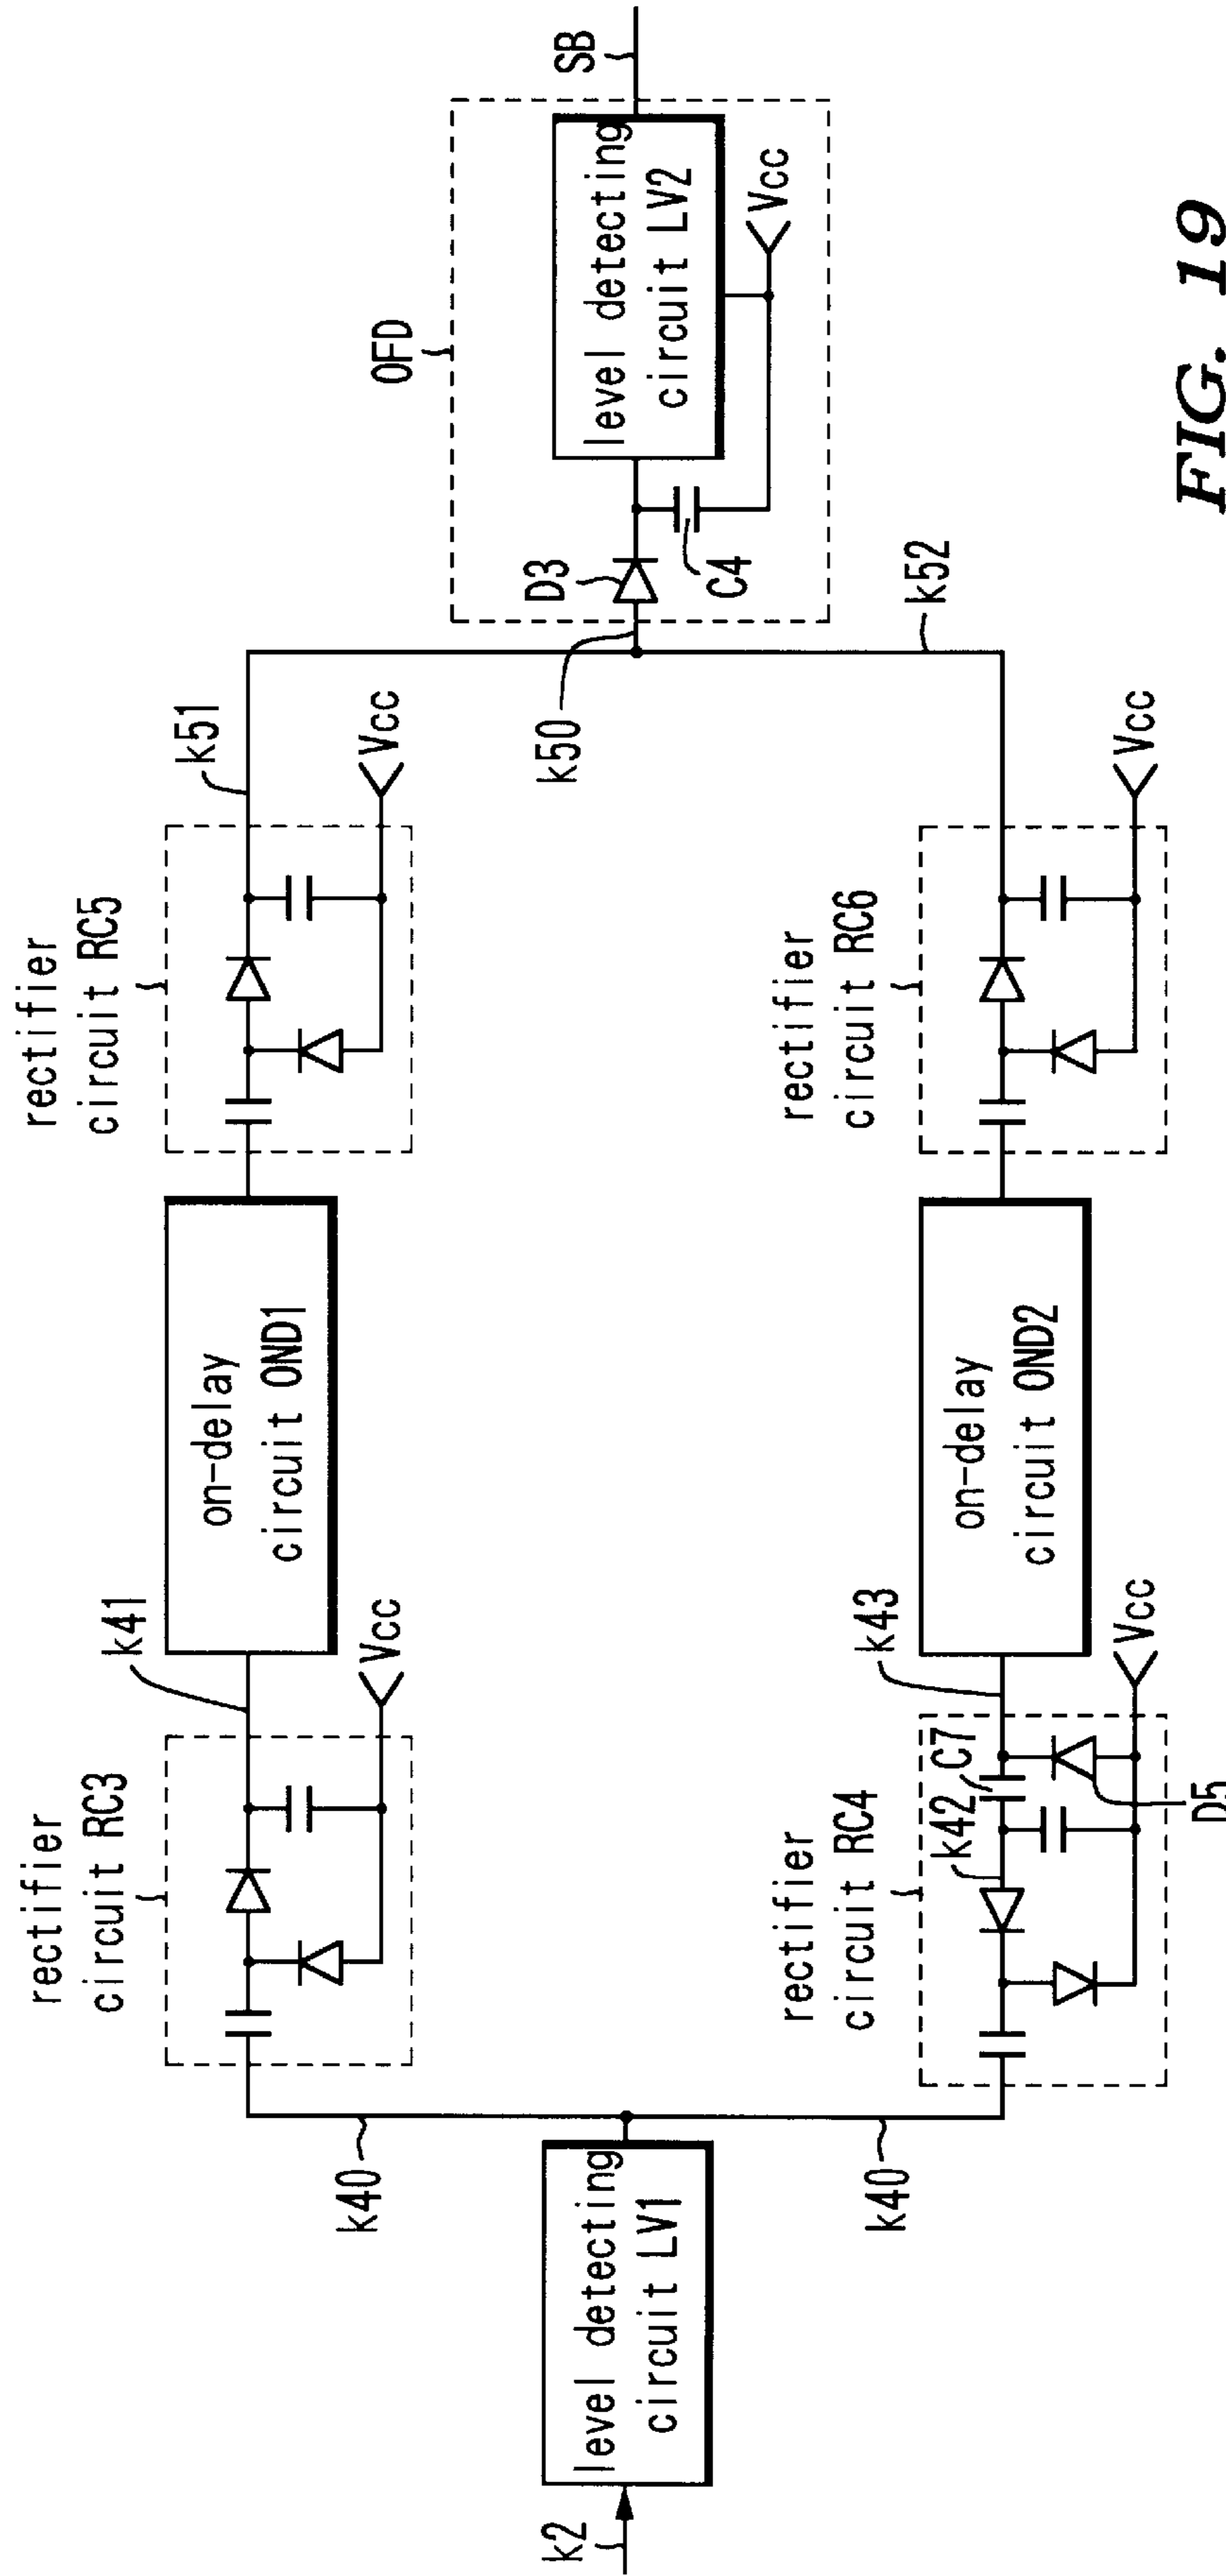 k2
level detecting
circuit LV1
k40
k40
rectifier
circuit RC3
Vcc
k41
on-delay
circuit OND1
rectifier
circuit RC5
Vcc
k51
rectifier
circuit RC4
k42
C7
D5
Vcc
k43
on-delay
circuit OND2
rectifier
circuit RC6
Vcc
k52
k50
OFD
D3
C4
level detecting
circuit LV2
Vcc
SB
FIG. 19